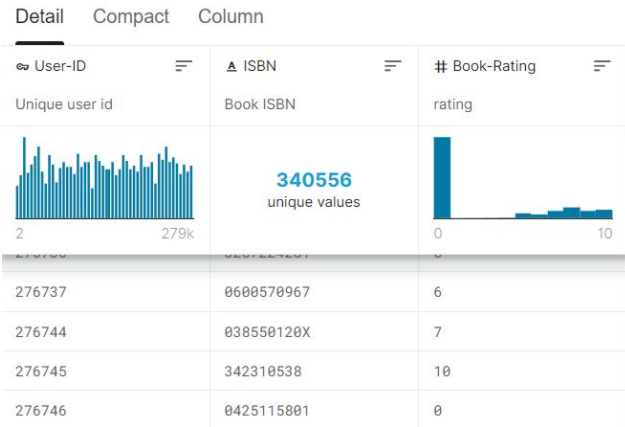 Detail Compact Column
User-ID ISBN # Book-Rating
Unique user id Book ISBN rating
340556
unique values
2 279k 0 10
276737 0600570967 6
276744 038550120X 7
276745 342310538 10
276746 0425115801 0